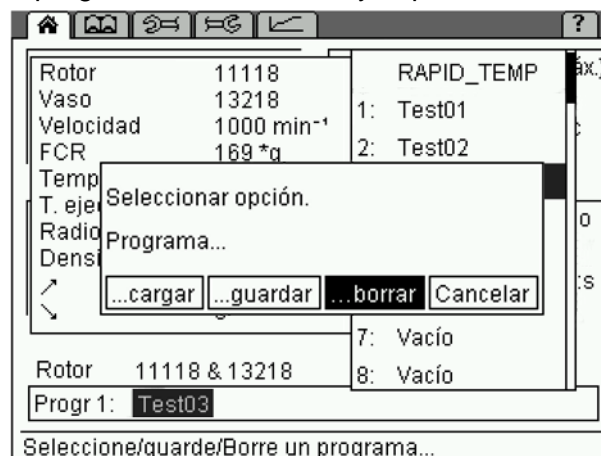 ?
Rotor 11118
Vaso 13218
Velocidad 1000 min⁻¹
FCR 169 *g
Temp
T. eje
Radio
Densi
RAPID_TEMP
1: Test01
2: Test02
7: Vacío
8: Vacío
áx.)
o
:s
Seleccionar opción.
Programa...
...cargar ...guardar ...borrar Cancelar
Rotor 11118 & 13218
Progr 1: Test03
Seleccione/guarde/Borre un programa...